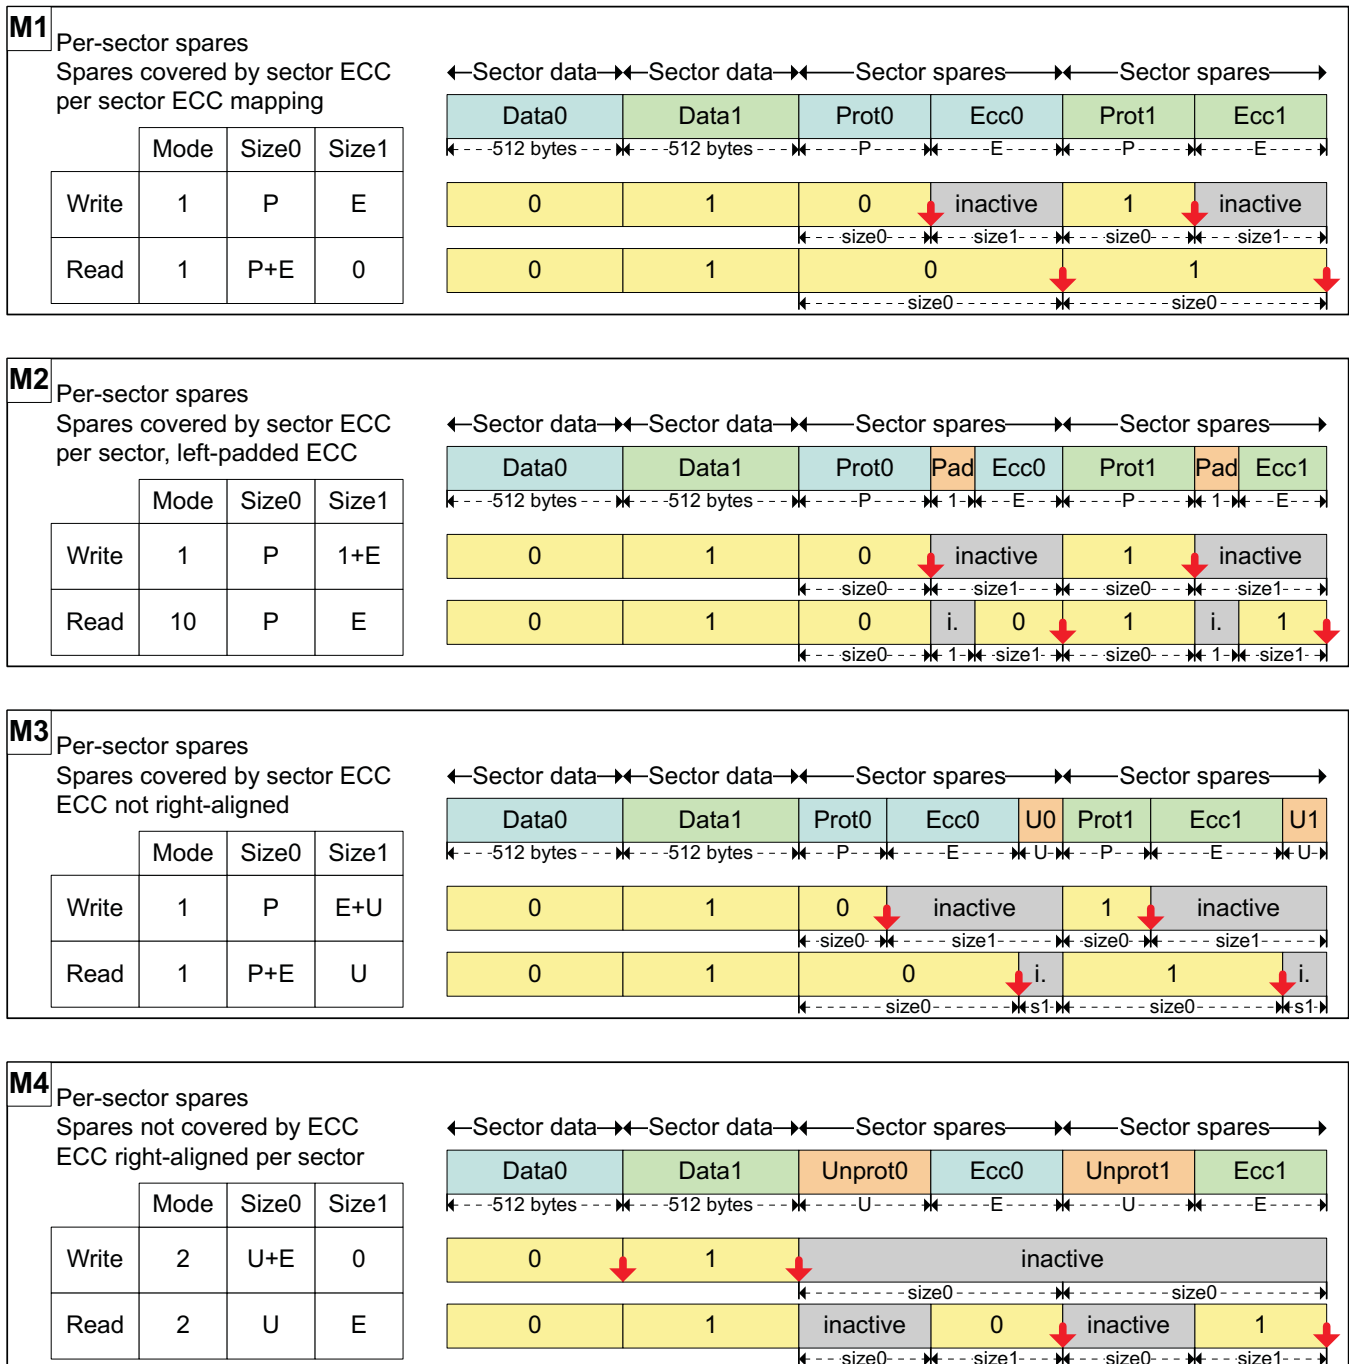 M1
Per-sector spares
Spares covered by sector ECC
per sector ECC mapping
Mode Size0 Size1
Write 1 P E
Read 1 P+E 0
Sector data Sector data Sector spares Sector spares
Data0 Data1 Prot0 Ecc0 Prot1 Ecc1
512 bytes 512 bytes P E P E
0 1 0 inactive 1 inactive
size0 size1 size0 size1
0 1 0 1
size0 size0
M2
Per-sector spares
Spares covered by sector ECC
per sector, left-padded ECC
Mode Size0 Size1
Write 1 P 1+E
Read 10 P E
Sector data Sector data Sector spares Sector spares
Data0 Data1 Prot0 Pad Ecc0 Prot1 Pad Ecc1
512 bytes 512 bytes P 1 E P 1 E
0 1 0 inactive 1 inactive
size0 size1 size0 size1
0 1 0 i. 0 1 i. 1
size0 1 size1 size0 1 size1
M3
Per-sector spares
Spares covered by sector ECC
ECC not right-aligned
Mode Size0 Size1
Write 1 P E+U
Read 1 P+E U
Sector data Sector data Sector spares Sector spares
Data0 Data1 Prot0 Ecc0 U0 Prot1 Ecc1 U1
512 bytes 512 bytes P E U P E U
0 1 0 inactive 1 inactive
size0 size1 size0 size1
0 1 0 i. 1 i.
size0 s1 size0 s1
M4
Per-sector spares
Spares not covered by ECC
ECC right-aligned per sector
Mode Size0 Size1
Write 2 U+E 0
Read 2 U E
Sector data Sector data Sector spares Sector spares
Data0 Data1 Unprot0 Ecc0 Unprot1 Ecc1
512 bytes 512 bytes U E U E
0 1 inactive
size0 size0
0 1 inactive 0 inactive 1
size0 size1 size0 size1